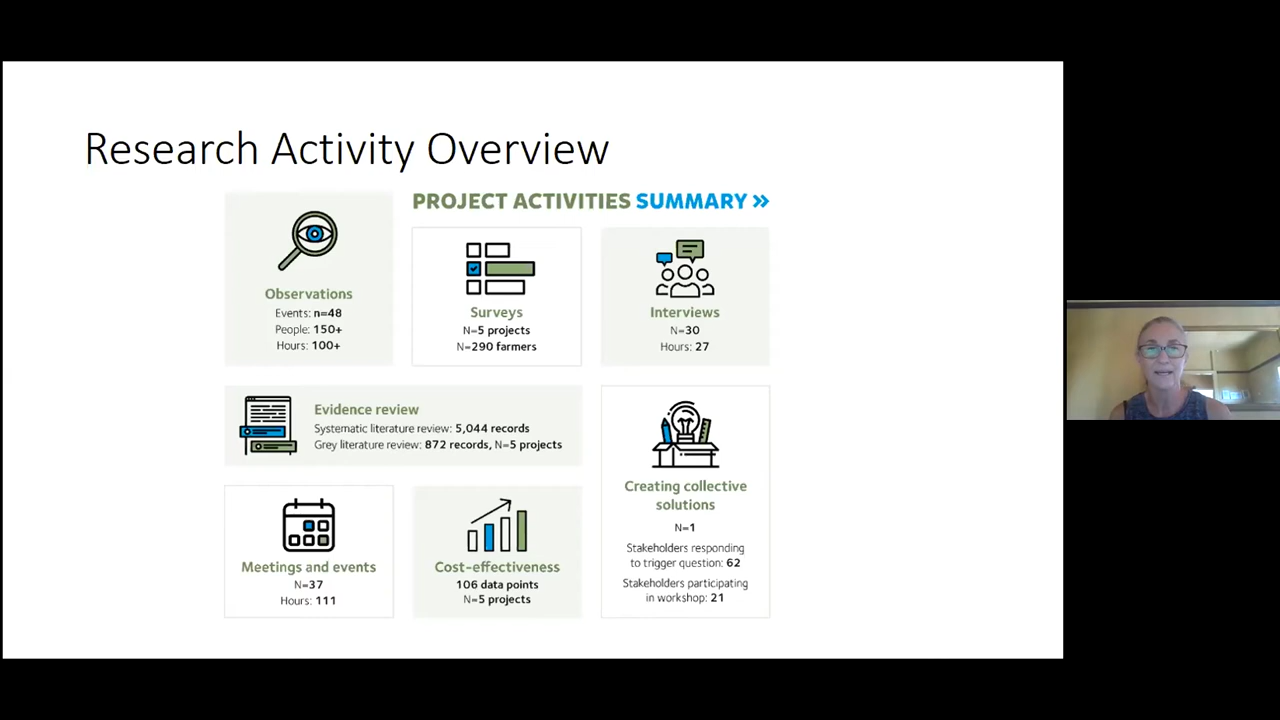 Research Activity Overview
PROJECT ACTIVITIES SUMMARY »
Observations
Events: n=48
People: 150+
Hours: 100+
Surveys
N=5 projects
N=290 farmers
Interviews
N=30
Hours: 27
Evidence review
Systematic literature review: 5,044 records
Grey literature review: 872 records, N=5 projects
Creating collective
solutions
N=1
Stakeholders responding
to trigger question: 62
Stakeholders participating
in workshop: 21
Meetings and events
N=37
Hours: 111
Cost-effectiveness
106 data points
N=5 projects